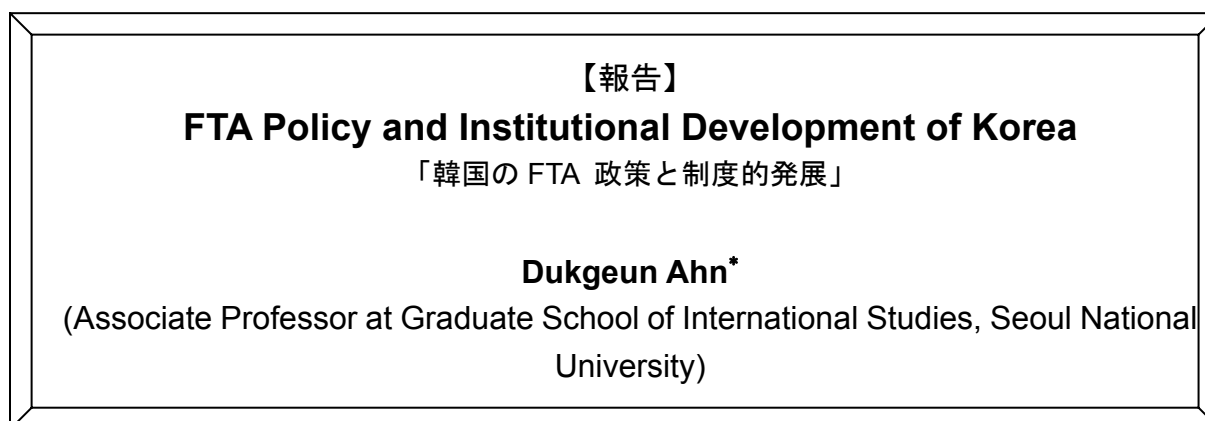 【報告】
FTA Policy and Institutional Development of Korea
「韓国の FTA 政策と制度的発展」
Dukgeun Ahn*
(Associate Professor at Graduate School of International Studies, Seoul National
University)